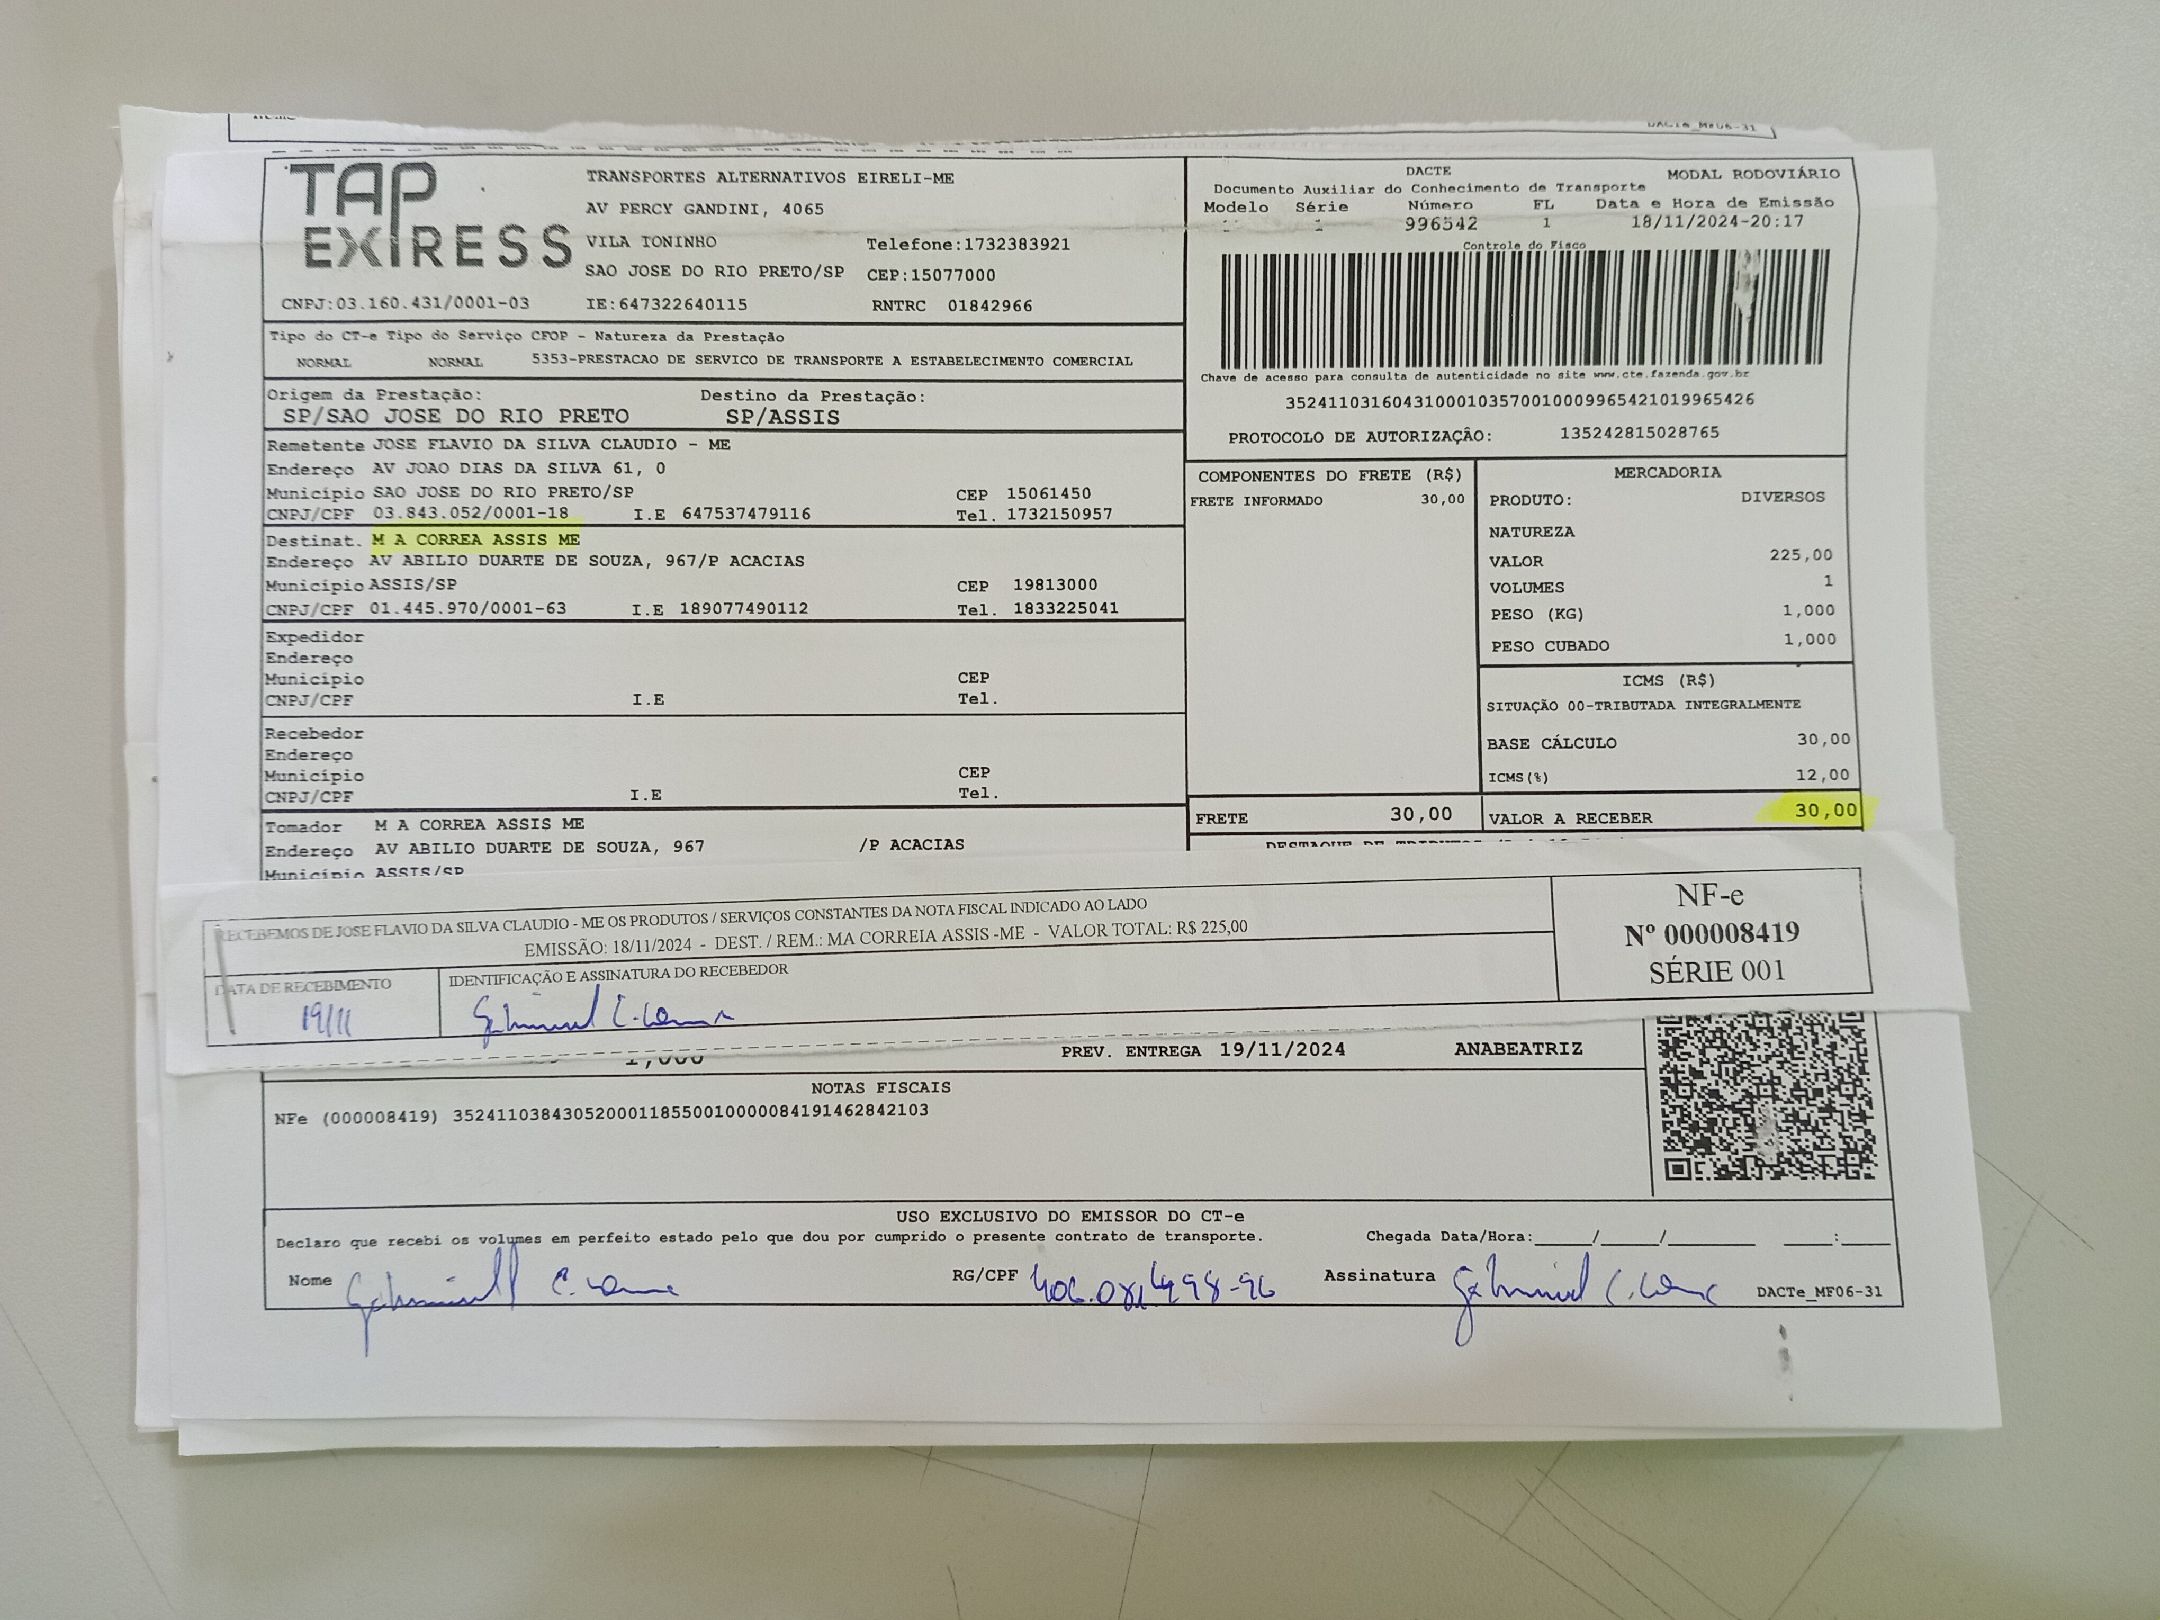 DACTe_MF06-31
TAP
EXPRESS
TRANSPORTES ALTERNATIVOS EIRELI-ME
AV PERCY GANDINI, 4065
VILA TONINHO Telefone:1732383921
SAO JOSE DO RIO PRETO/SP CEP:15077000
CNPJ:03.160.431/0001-03 IE:647322640115 RNTRC 01842966
DACTE MODAL RODOVIÁRIO
Documento Auxiliar do Conhecimento de Transporte
Modelo Série Número FL Data e Hora de Emissão
1 996542 1 18/11/2024-20:17
Controle do Fisco
Chave de acesso para consulta de autenticidade no site www.cte.fazenda.gov.br
35241103160431000103570010009965421019965426
PROTOCOLO DE AUTORIZAÇÃO: 135242815028765
Tipo do CT-e Tipo do Serviço CFOP - Natureza da Prestação
NORMAL NORMAL 5353-PRESTACAO DE SERVICO DE TRANSPORTE A ESTABELECIMENTO COMERCIAL
Origem da Prestação: Destino da Prestação:
SP/SAO JOSE DO RIO PRETO SP/ASSIS
Remetente JOSE FLAVIO DA SILVA CLAUDIO - ME
Endereço AV JOAO DIAS DA SILVA 61, 0
Município SAO JOSE DO RIO PRETO/SP CEP 15061450
CNPJ/CPF 03.843.052/0001-18 I.E 647537479116 Tel. 1732150957
Destinat. M A CORREA ASSIS ME
Endereço AV ABILIO DUARTE DE SOUZA, 967/P ACACIAS
Município ASSIS/SP CEP 19813000
CNPJ/CPF 01.445.970/0001-63 I.E 189077490112 Tel. 1833225041
Expedidor
Endereço
Município CEP
CNPJ/CPF I.E Tel.
Recebedor
Endereço
Município CEP
CNPJ/CPF I.E Tel.
Tomador M A CORREA ASSIS ME
Endereço AV ABILIO DUARTE DE SOUZA, 967 /P ACACIAS
Município ASSIS/SP
COMPONENTES DO FRETE (R$)
FRETE INFORMADO 30,00
FRETE 30,00
MERCADORIA
PRODUTO: DIVERSOS
NATUREZA
VALOR 225,00
VOLUMES 1
PESO (KG) 1,000
PESO CUBADO 1,000
ICMS (R$)
SITUAÇÃO 00-TRIBUTADA INTEGRALMENTE
BASE CÁLCULO 30,00
ICMS(%) 12,00
VALOR A RECEBER 30,00
DESTAQUE DE TRIBUTOS
RECEBEMOS DE JOSE FLAVIO DA SILVA CLAUDIO - ME OS PRODUTOS / SERVIÇOS CONSTANTES DA NOTA FISCAL INDICADO AO LADO
EMISSÃO: 18/11/2024 - DEST. / REM.: MA CORREIA ASSIS -ME - VALOR TOTAL: R$ 225,00
DATA DE RECEBIMENTO IDENTIFICAÇÃO E ASSINATURA DO RECEBEDOR
19/11
NF-e
Nº 000008419
SÉRIE 001
1,000 PREV. ENTREGA 19/11/2024 ANABEATRIZ
NOTAS FISCAIS
NFe (000008419) 35241103843052000118550010000084191462842103
USO EXCLUSIVO DO EMISSOR DO CT-e
Declaro que recebi os volumes em perfeito estado pelo que dou por cumprido o presente contrato de transporte. Chegada Data/Hora:____/____/______ ____:____
Nome RG/CPF Assinatura DACTe_MF06-31